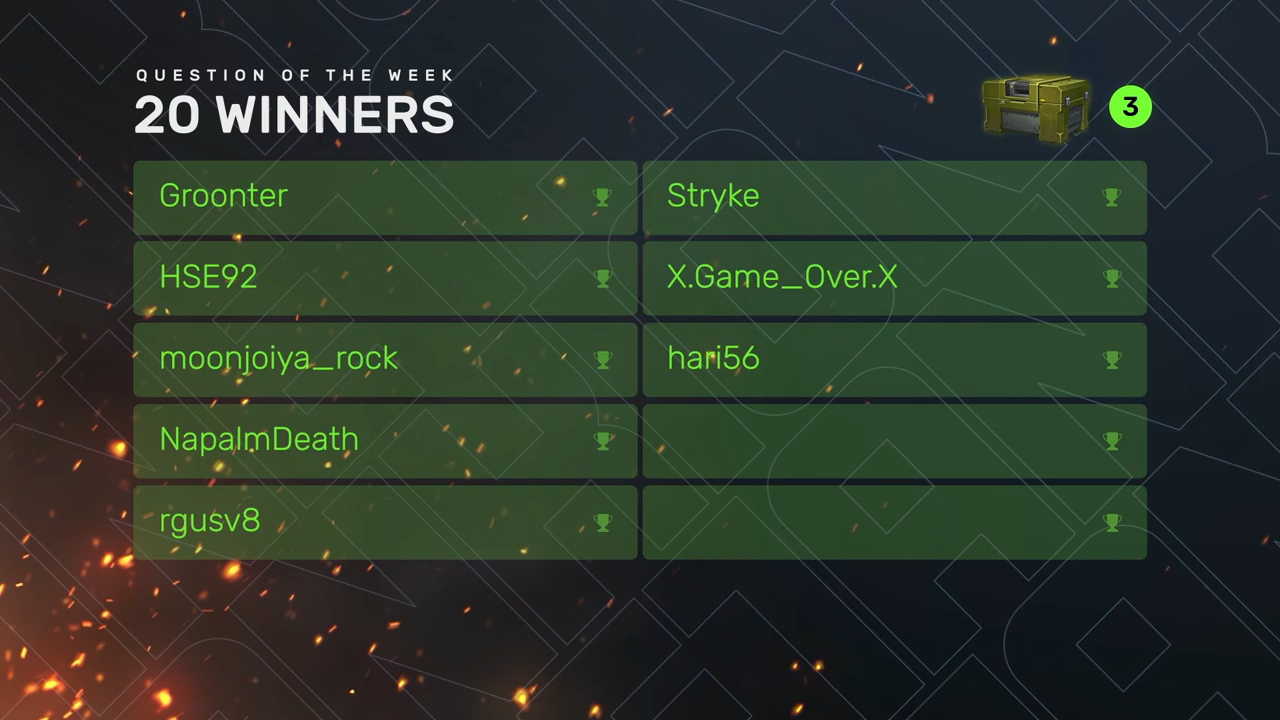 QUESTION OF THE WEEK
20 WINNERS
3
Groonter
Stryke
HSE92
X.Game_Over.X
moonjoiya_rock
hari56
NapalmDeath
rgusv8